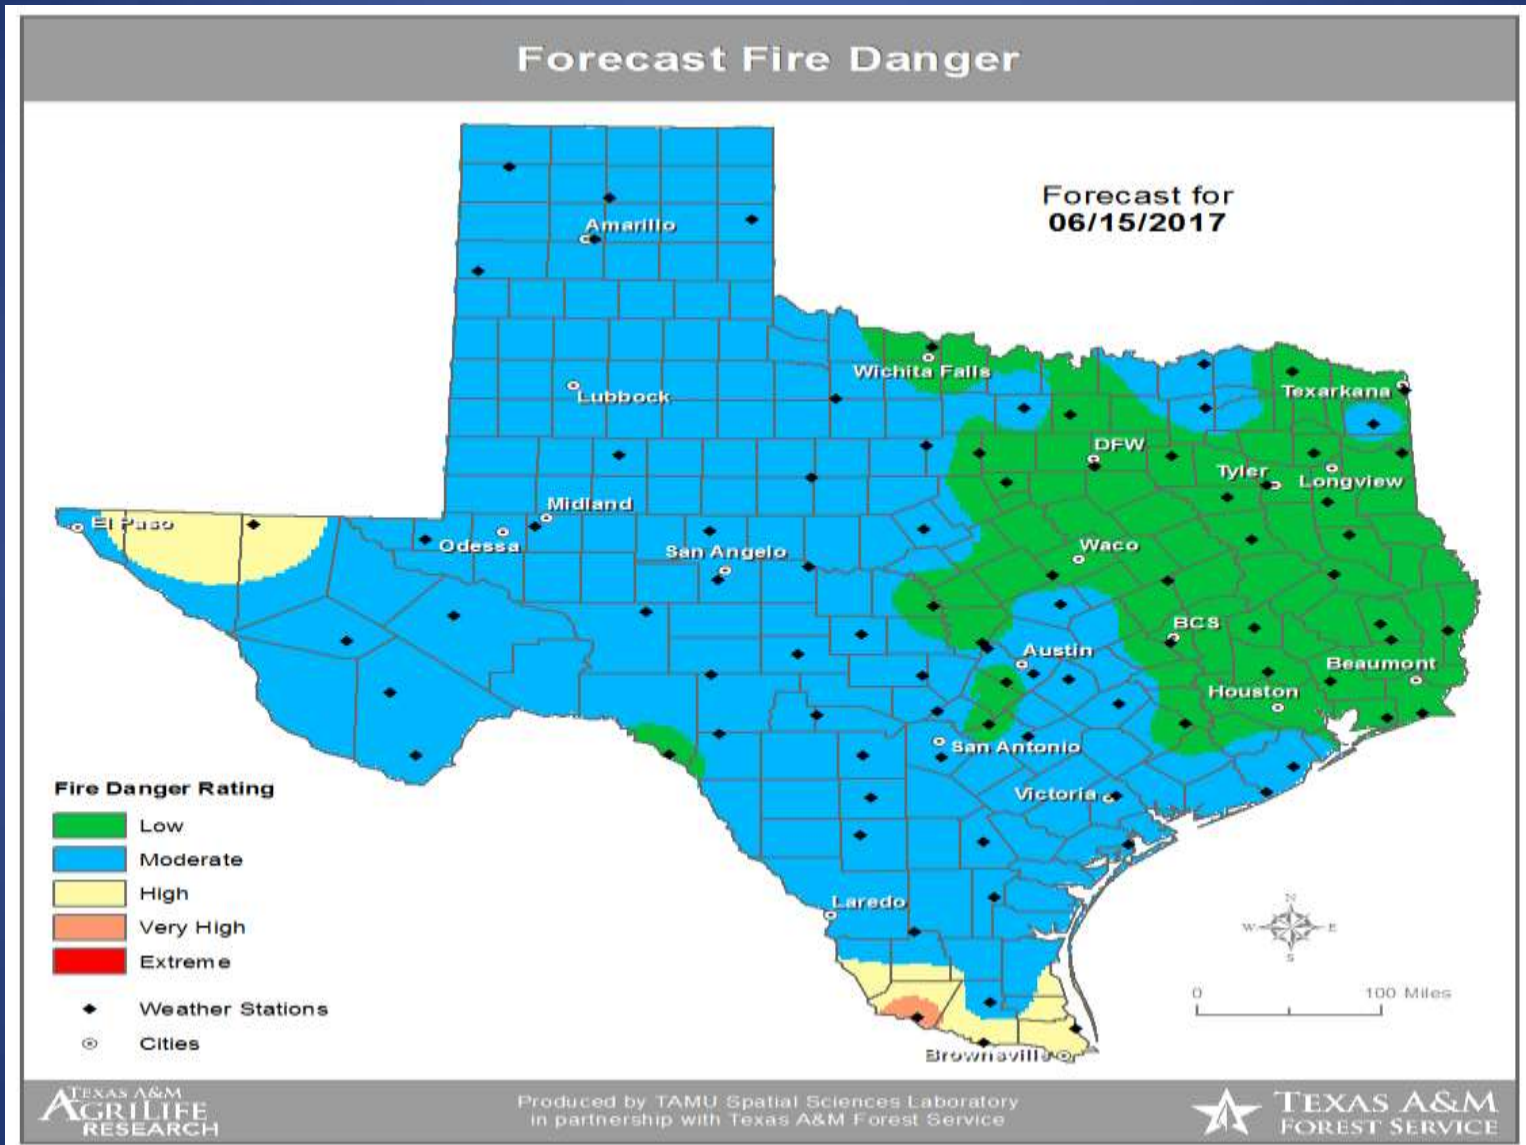 Forecast Fire Danger
Forecast for
06/15/2017
Amarillo
Wichita Falls
Texarkana
Lubbock
DFW
Tyler
Longview
Midland
El Paso
Odessa
San Angelo
Waco
BCS
Austin
Beaumont
Houston
San Antonio
Victoria
Laredo
Brownsville
Fire Danger Rating
Low
Moderate
High
Very High
Extreme
Weather Stations
Cities
N
W E
S
0 100 Miles
TEXAS A&M
AGRILIFE
RESEARCH
Produced by TAMU Spatial Sciences Laboratory
in partnership with Texas A&M Forest Service
TEXAS A&M
FOREST SERVICE